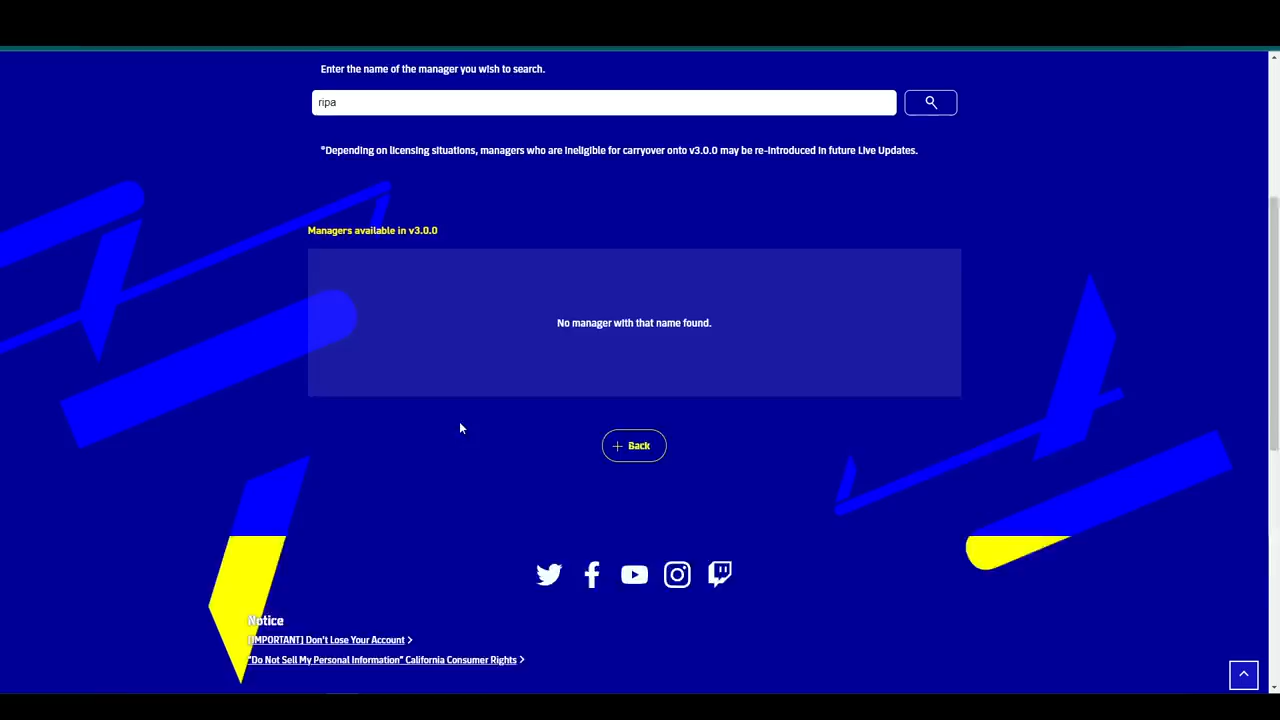 Enter the name of the manager you wish to search.
ripa
*Depending on licensing situations, managers who are ineligible for carryover onto v3.0.0 may be re-introduced in future Live Updates.
Managers available in v3.0.0
No manager with that name found.
Back
Notice
[IMPORTANT] Don't Lose Your Account
"Do Not Sell My Personal Information" California Consumer Rights